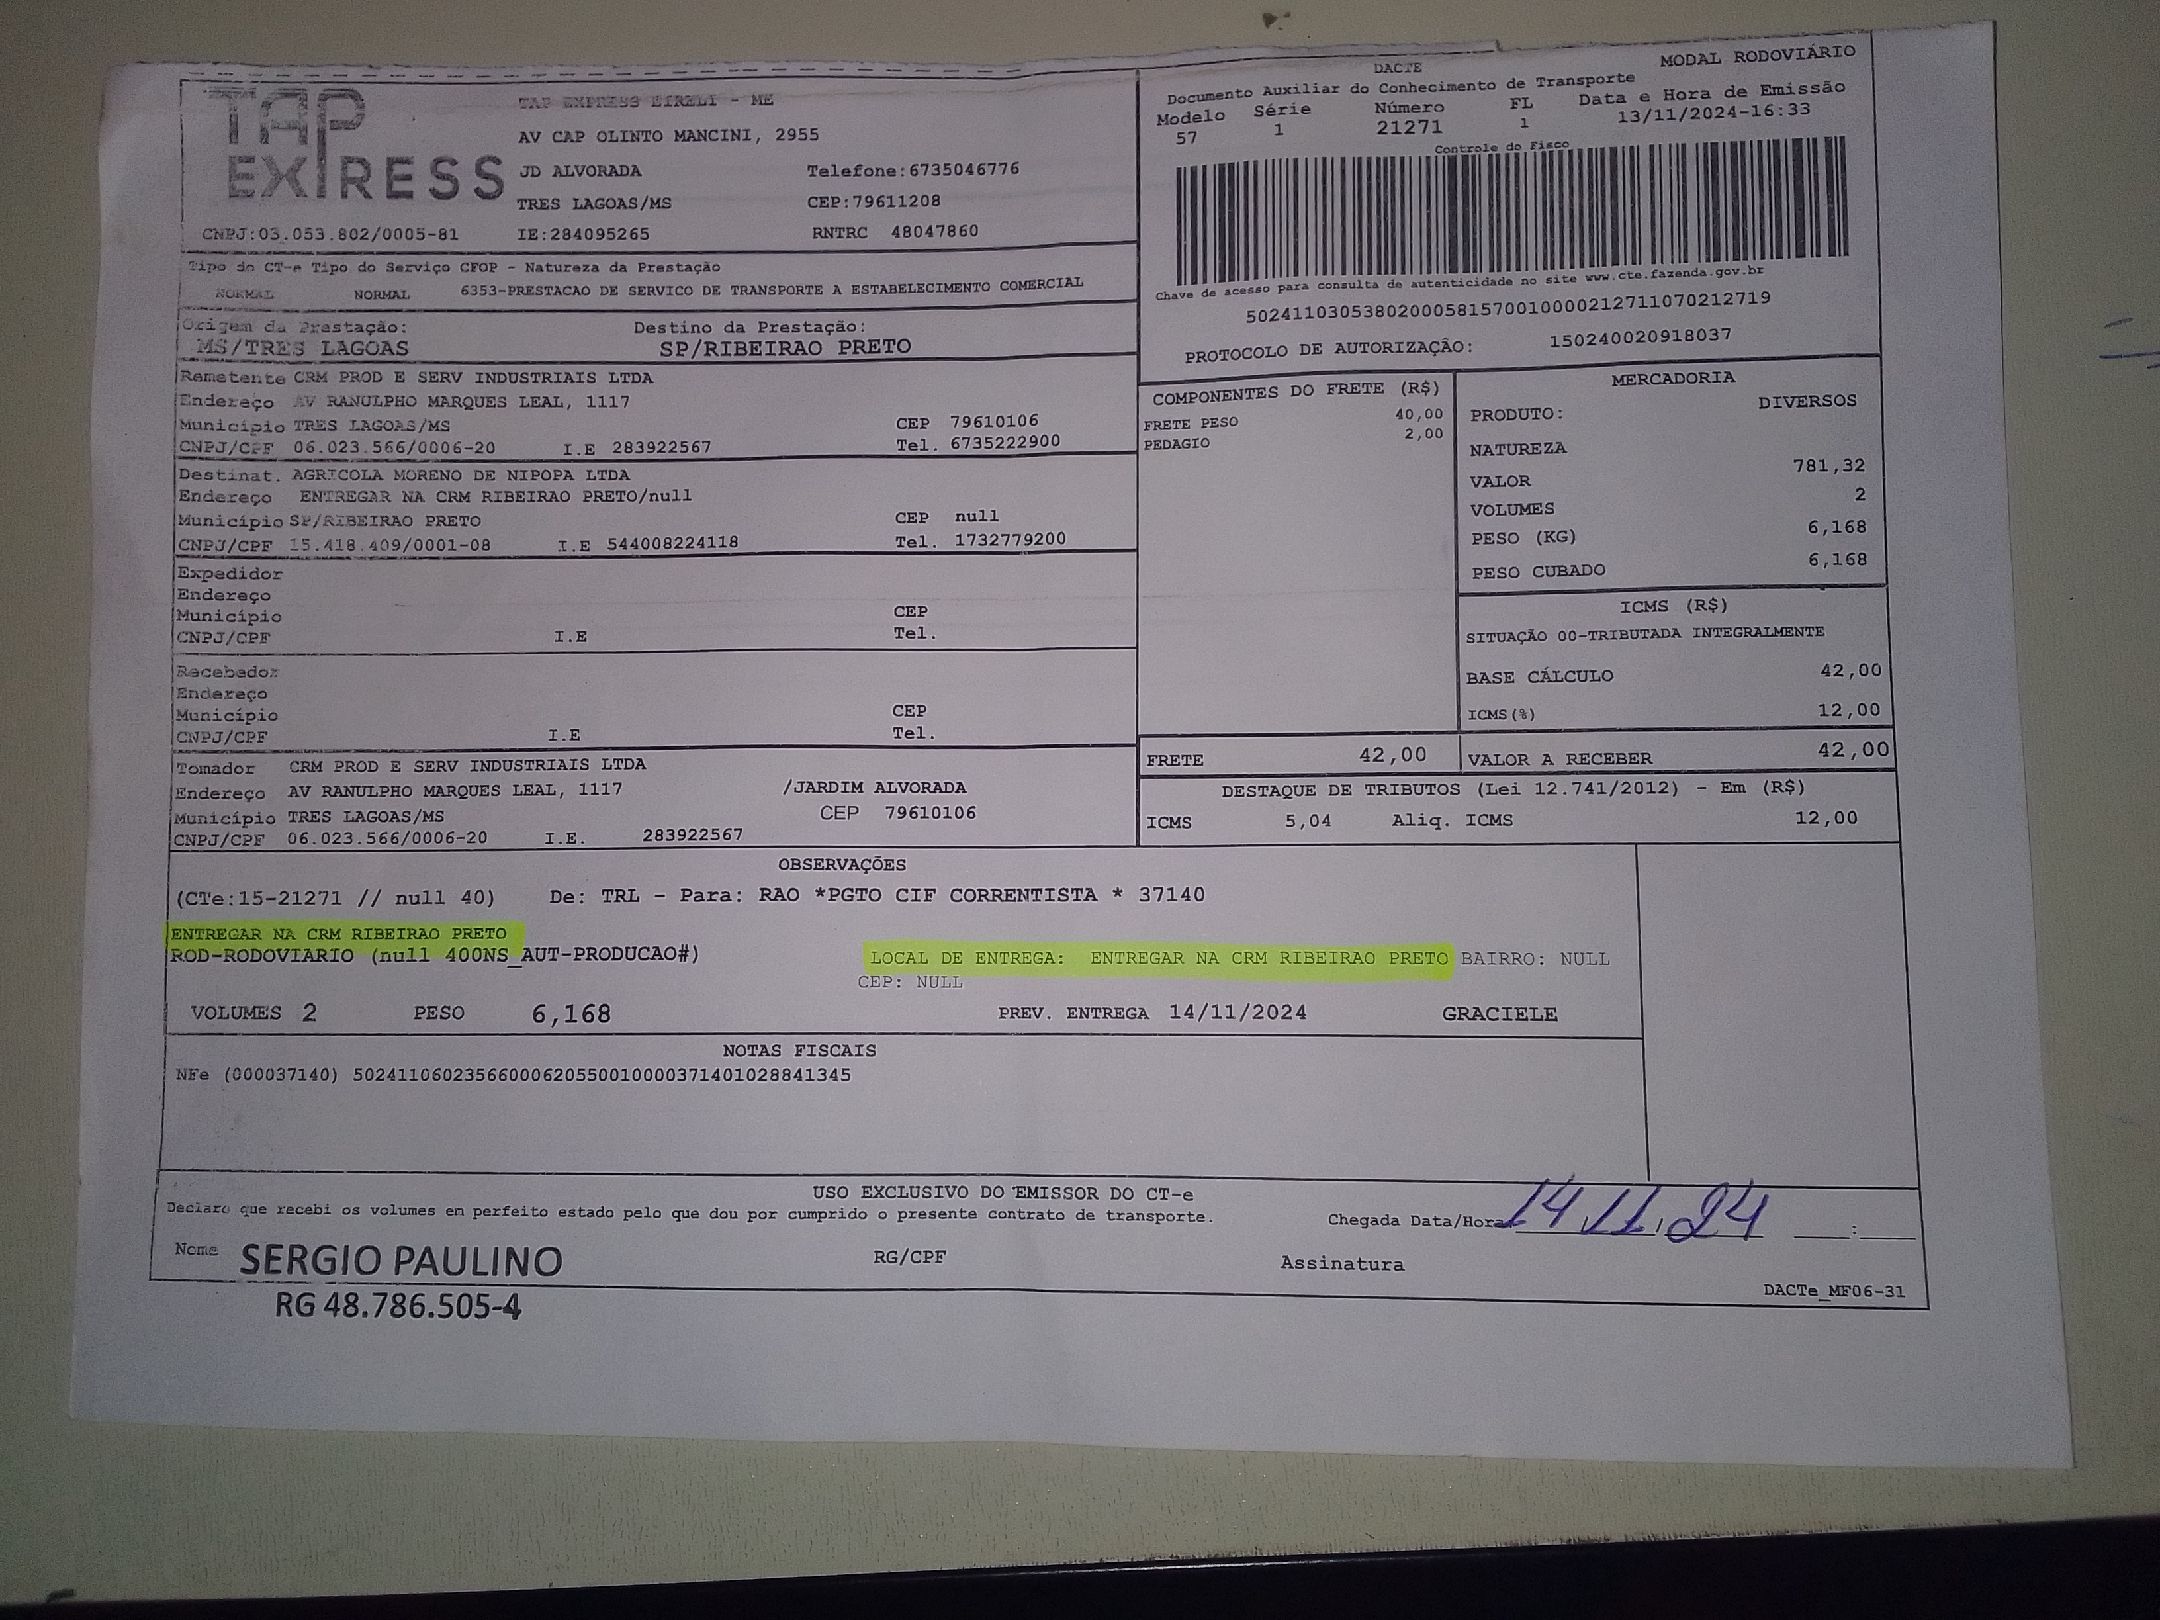 TAP EXPRESS
TAP EXPRESS EIRELI - ME
AV CAP OLINTO MANCINI, 2955
JD ALVORADA Telefone:6735046776
TRES LAGOAS/MS CEP:79611208
CNPJ:03.053.802/0005-81 IE:284095265 RNTRC 48047860
DACTE MODAL RODOVIÁRIO
Documento Auxiliar do Conhecimento de Transporte
Modelo Série Número FL Data e Hora de Emissão
57 1 21271 1 13/11/2024-16:33
Controle do Fisco
Chave de acesso para consulta de autenticidade no site www.cte.fazenda.gov.br
50241103053802000581570010000212711070212719
PROTOCOLO DE AUTORIZAÇÃO: 150240020918037
Tipo do CT-e Tipo do Serviço CFOP - Natureza da Prestação
NORMAL NORMAL 6353-PRESTACAO DE SERVICO DE TRANSPORTE A ESTABELECIMENTO COMERCIAL
Origem da Prestação: Destino da Prestação:
MS/TRES LAGOAS SP/RIBEIRAO PRETO
Remetente CRM PROD E SERV INDUSTRIAIS LTDA
Endereço AV RANULPHO MARQUES LEAL, 1117
Município TRES LAGOAS/MS CEP 79610106
CNPJ/CPF 06.023.566/0006-20 I.E 283922567 Tel. 6735222900
Destinat. AGRICOLA MORENO DE NIPOPA LTDA
Endereço ENTREGAR NA CRM RIBEIRAO PRETO/null
Município SP/RIBEIRAO PRETO CEP null
CNPJ/CPF 15.418.409/0001-08 I.E 544008224118 Tel. 1732779200
Expedidor
Endereço
Município CEP
CNPJ/CPF I.E Tel.
Recebedor
Endereço
Município CEP
CNPJ/CPF I.E Tel.
Tomador CRM PROD E SERV INDUSTRIAIS LTDA
Endereço AV RANULPHO MARQUES LEAL, 1117 /JARDIM ALVORADA
Município TRES LAGOAS/MS CEP 79610106
CNPJ/CPF 06.023.566/0006-20 I.E. 283922567
COMPONENTES DO FRETE (R$)
FRETE PESO 40,00
PEDAGIO 2,00
MERCADORIA
PRODUTO: DIVERSOS
NATUREZA
VALOR 781,32
VOLUMES 2
PESO (KG) 6,168
PESO CUBADO 6,168
ICMS (R$)
SITUAÇÃO 00-TRIBUTADA INTEGRALMENTE
BASE CÁLCULO 42,00
ICMS(%) 12,00
FRETE 42,00 VALOR A RECEBER 42,00
DESTAQUE DE TRIBUTOS (Lei 12.741/2012) - Em (R$)
ICMS 5,04 Aliq. ICMS 12,00
OBSERVAÇÕES
(CTe:15-21271 // null 40) De: TRL - Para: RAO *PGTO CIF CORRENTISTA * 37140
ENTREGAR NA CRM RIBEIRAO PRETO
ROD-RODOVIARIO (null 400NS_AUT-PRODUCAO#) LOCAL DE ENTREGA: ENTREGAR NA CRM RIBEIRAO PRETO BAIRRO: NULL
CEP: NULL
VOLUMES 2 PESO 6,168 PREV. ENTREGA 14/11/2024 GRACIELE
NOTAS FISCAIS
NFe (000037140) 50241106023566000620550010000371401028841345
USO EXCLUSIVO DO EMISSOR DO CT-e
Declaro que recebi os volumes en perfeito estado pelo que dou por cumprido o presente contrato de transporte. Chegada Data/Hora 14/11/24 :
Nome SERGIO PAULINO RG/CPF Assinatura
RG 48.786.505-4
DACTe_MF06-31